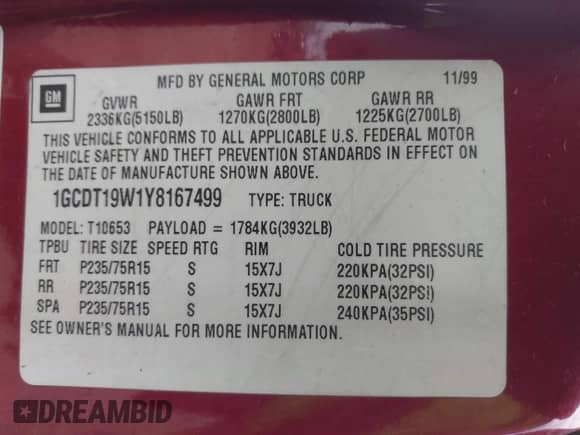 MFD BY GENERAL MOTORS CORP 11/99
GM
GVWR GAWR FRT GAWR RR
2336KG(5150LB) 1270KG(2800LB) 1225KG(2700LB)
THIS VEHICLE CONFORMS TO ALL APPLICABLE U.S. FEDERAL MOTOR
VEHICLE SAFETY AND THEFT PREVENTION STANDARDS IN EFFECT ON
THE DATE OF MANUFACTURE SHOWN ABOVE.
1GCDT19W1Y8167499 TYPE: TRUCK
MODEL: T10653 PAYLOAD = 1784KG(3932LB)
TPBU TIRE SIZE SPEED RTG RIM COLD TIRE PRESSURE
FRT P235/75R15 S 15X7J 220KPA(32PSI)
RR P235/75R15 S 15X7J 220KPA(32PSI)
SPA P235/75R15 S 15X7J 240KPA(35PSI)
SEE OWNER'S MANUAL FOR MORE INFORMATION.
DREAMBID